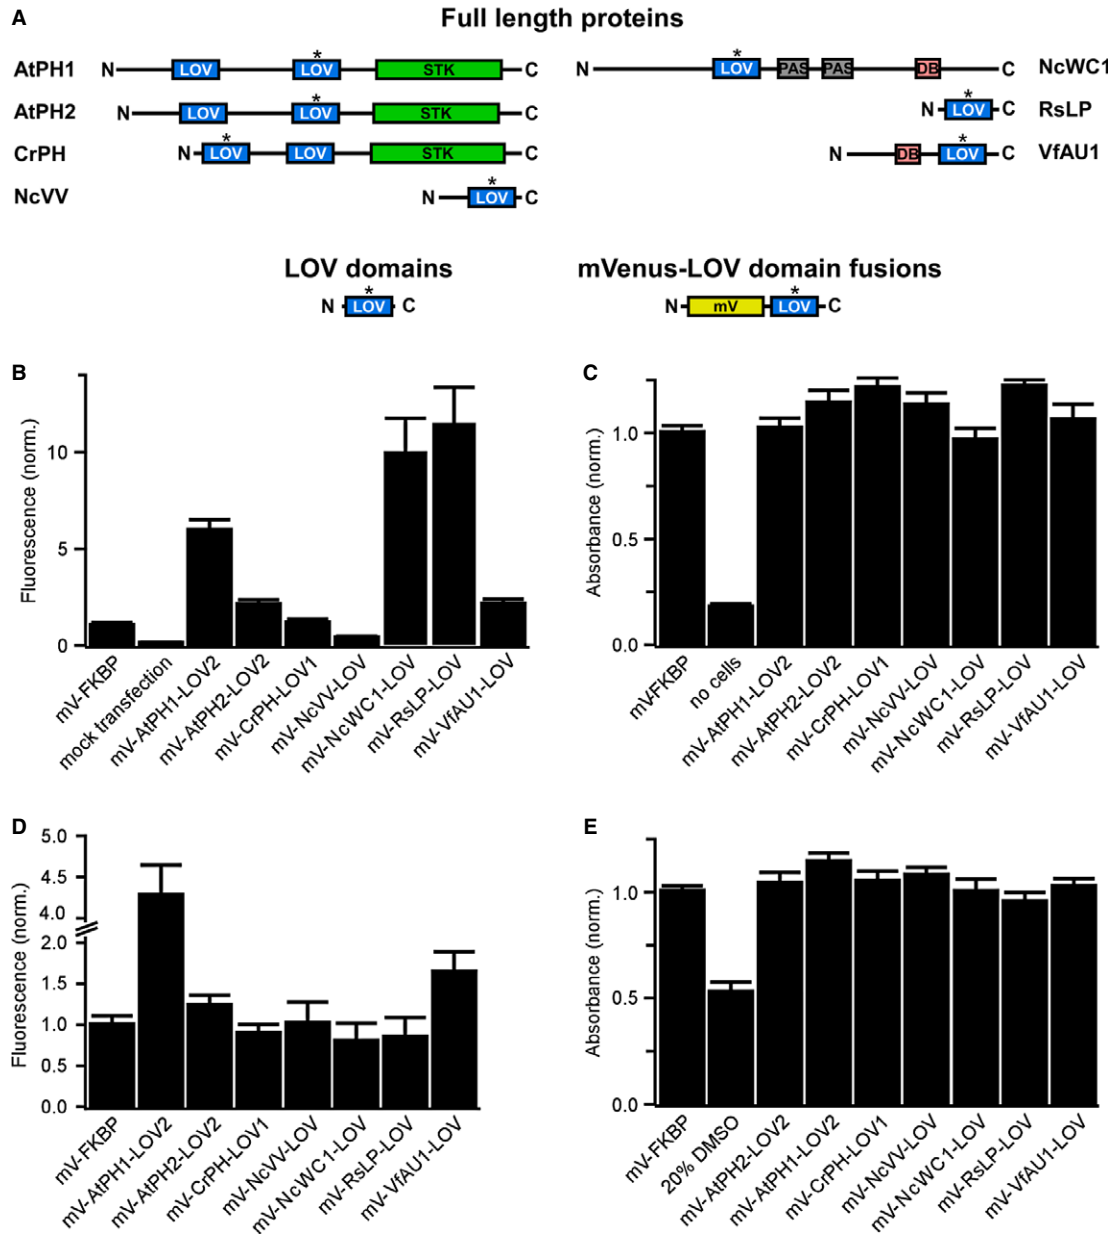 A
Full length proteins
AtPH1 N LOV * LOV STK C
AtPH2 N LOV * LOV STK C
CrPH N * LOV LOV STK C
NcVV N * LOV C
N * LOV PAS PAS DB C NcWC1
N * LOV C RsLP
N DB * LOV C VfAU1
LOV domains
N * LOV C
mVenus-LOV domain fusions
N mV * LOV C
B
Fluorescence (norm.)
10
5
0
mV-FKBP
mock transfection
mV-AtPH1-LOV2
mV-AtPH2-LOV2
mV-CrPH-LOV1
mV-NcVV-LOV
mV-NcWC1-LOV
mV-RsLP-LOV
mV-VfAU1-LOV
C
Absorbance (norm.)
1.0
0.5
0.0
mVFKBP
no cells
mV-AtPH1-LOV2
mV-AtPH2-LOV2
mV-CrPH-LOV1
mV-NcVV-LOV
mV-NcWC1-LOV
mV-RsLP-LOV
mV-VfAU1-LOV
D
Fluorescence (norm.)
5.0
4.5
4.0
2.0
1.5
1.0
0.5
0.0
mV-FKBP
mV-AtPH1-LOV2
mV-AtPH2-LOV2
mV-CrPH-LOV1
mV-NcVV-LOV
mV-NcWC1-LOV
mV-RsLP-LOV
mV-VfAU1-LOV
E
Absorbance (norm.)
1.0
0.5
0.0
mV-FKBP
20% DMSO
mV-AtPH2-LOV2
mV-AtPH1-LOV2
mV-CrPH-LOV1
mV-NcVV-LOV
mV-NcWC1-LOV
mV-RsLP-LOV
mV-VfAU1-LOV